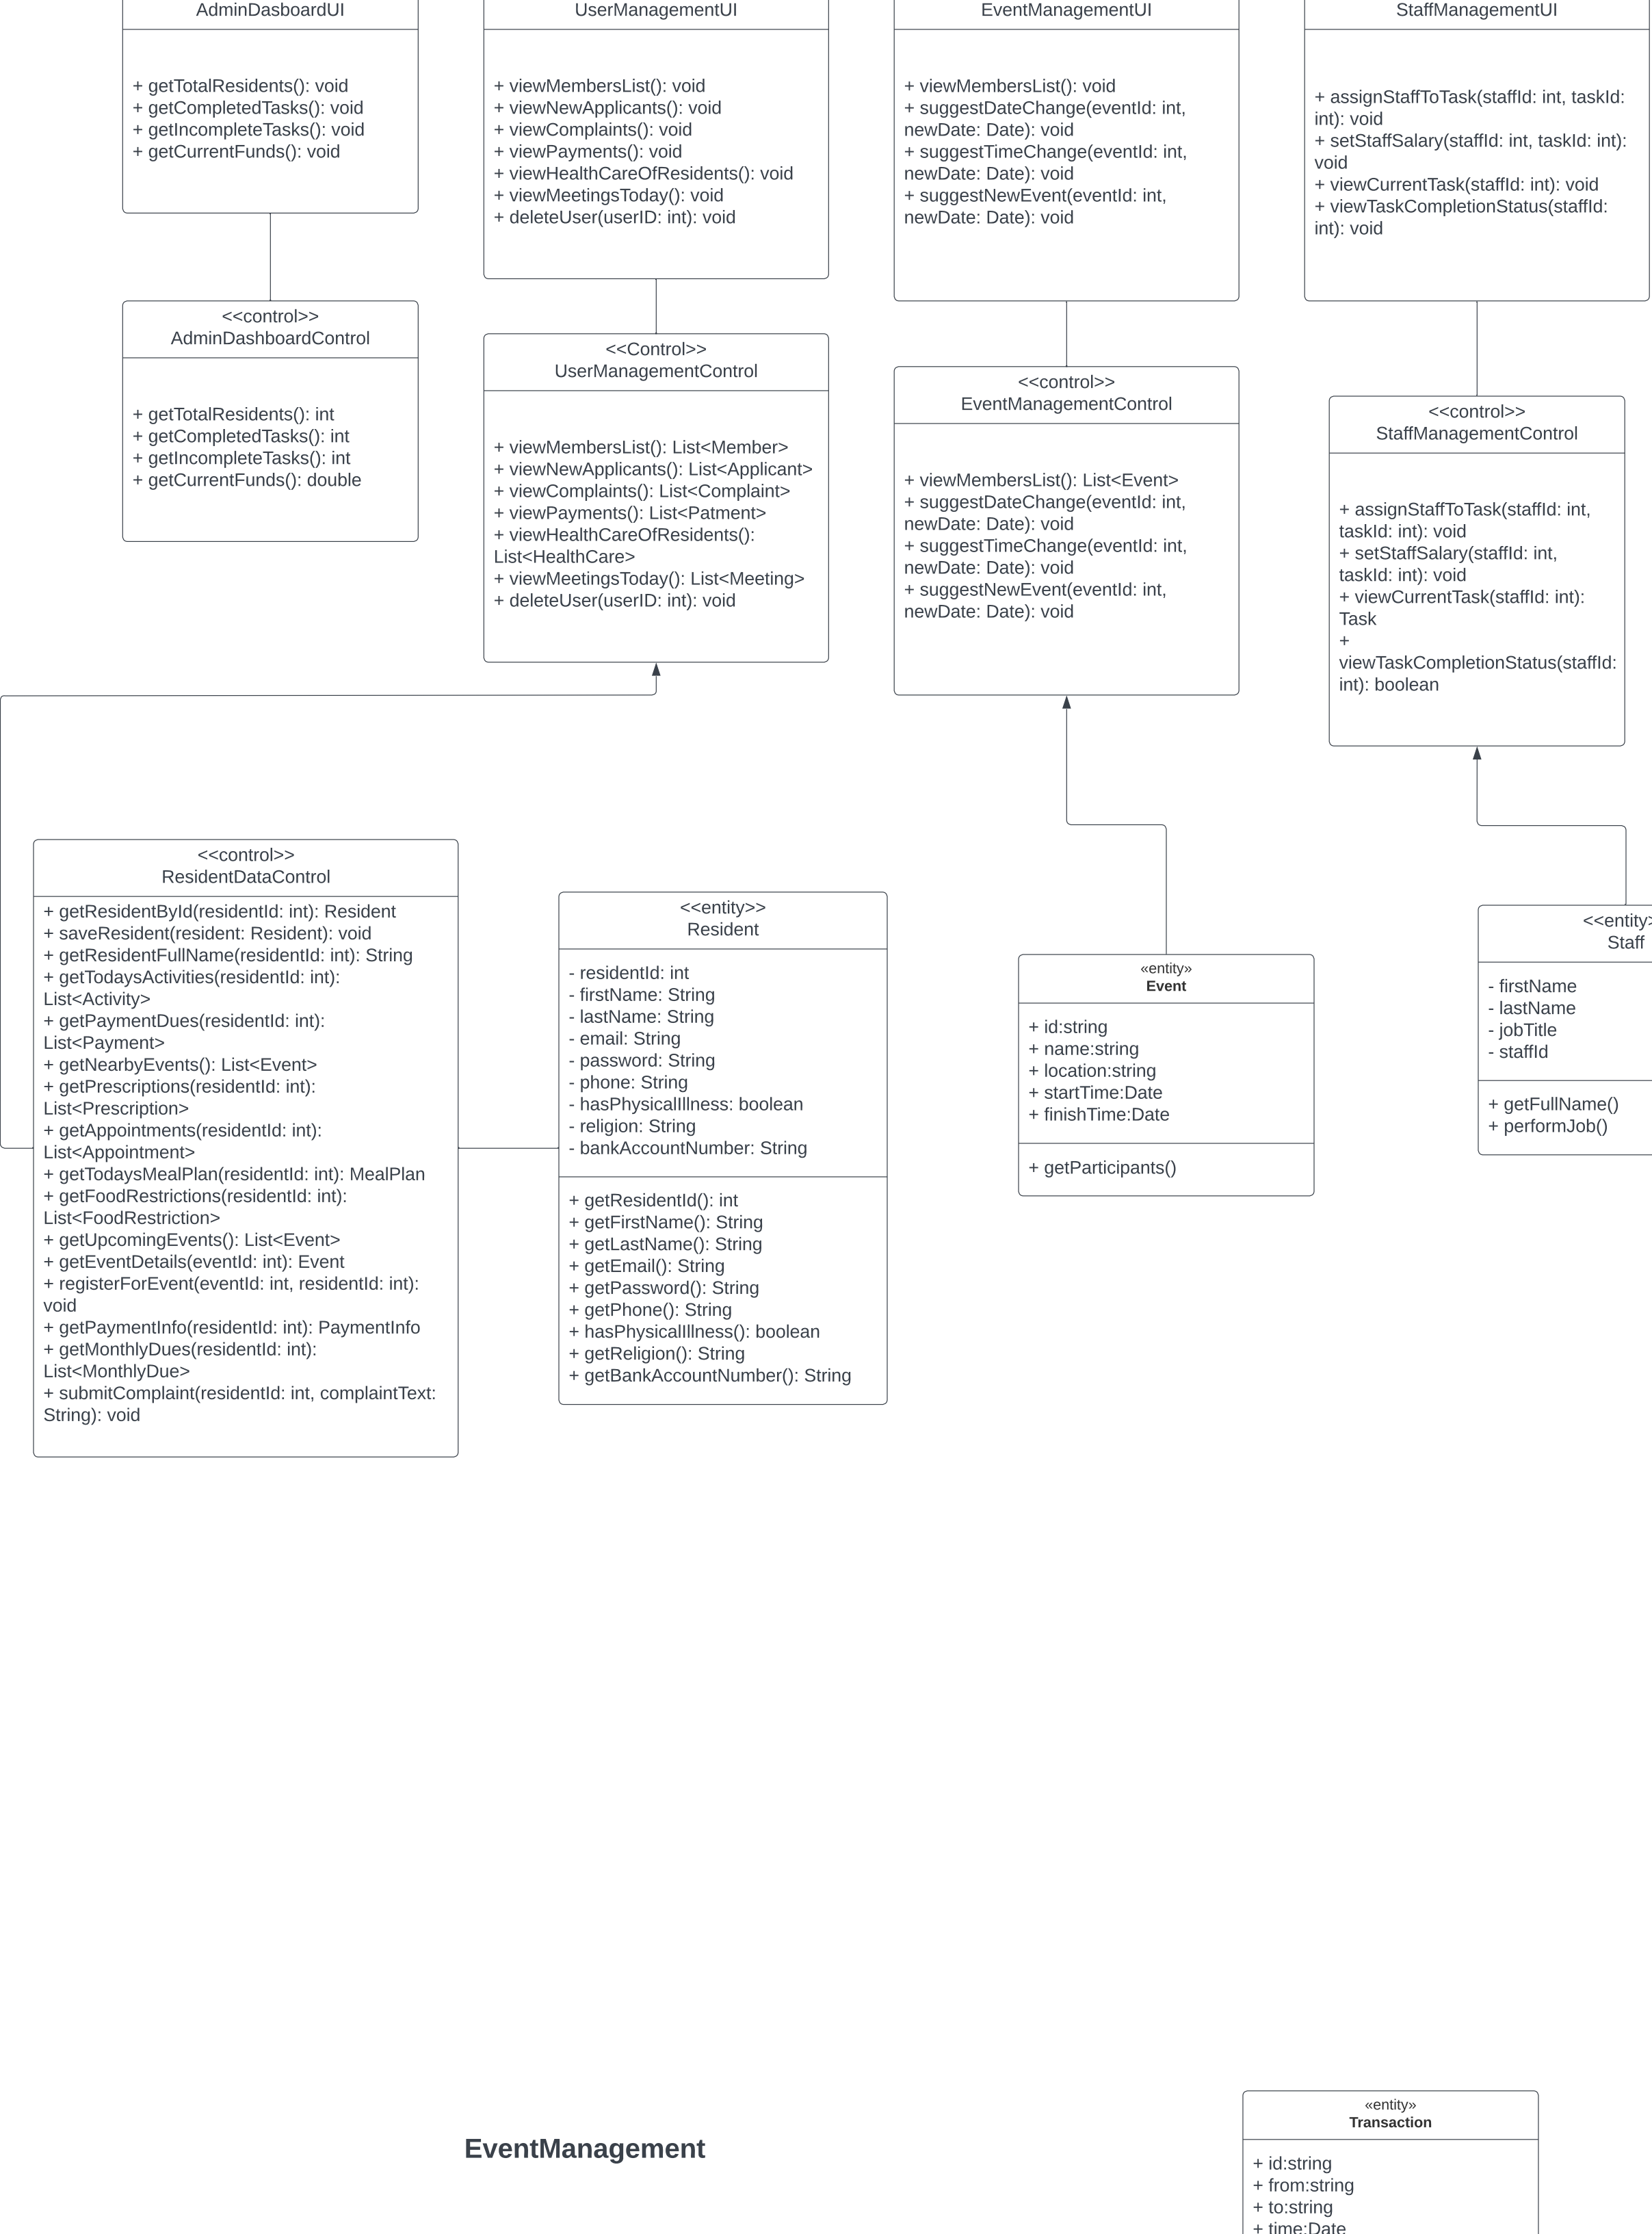 AdminDasboardUI
+ getTotalResidents(): void
+ getCompletedTasks(): void
+ getIncompleteTasks(): void
+ getCurrentFunds(): void
UserManagementUI
+ viewMembersList(): void
+ viewNewApplicants(): void
+ viewComplaints(): void
+ viewPayments(): void
+ viewHealthCareOfResidents(): void
+ viewMeetingsToday(): void
+ deleteUser(userID: int): void
EventManagementUI
+ viewMembersList(): void
+ suggestDateChange(eventId: int,
newDate: Date): void
+ suggestTimeChange(eventId: int,
newDate: Date): void
+ suggestNewEvent(eventId: int,
newDate: Date): void
StaffManagementUI
+ assignStaffToTask(staffId: int, taskId:
int): void
+ setStaffSalary(staffId: int, taskId: int):
void
+ viewCurrentTask(staffId: int): void
+ viewTaskCompletionStatus(staffId:
int): void
<<control>>
AdminDashboardControl
+ getTotalResidents(): int
+ getCompletedTasks(): int
+ getIncompleteTasks(): int
+ getCurrentFunds(): double
<<Control>>
UserManagementControl
+ viewMembersList(): List<Member>
+ viewNewApplicants(): List<Applicant>
+ viewComplaints(): List<Complaint>
+ viewPayments(): List<Patment>
+ viewHealthCareOfResidents():
List<HealthCare>
+ viewMeetingsToday(): List<Meeting>
+ deleteUser(userID: int): void
<<control>>
EventManagementControl
+ viewMembersList(): List<Event>
+ suggestDateChange(eventId: int,
newDate: Date): void
+ suggestTimeChange(eventId: int,
newDate: Date): void
+ suggestNewEvent(eventId: int,
newDate: Date): void
<<control>>
StaffManagementControl
+ assignStaffToTask(staffId: int,
taskId: int): void
+ setStaffSalary(staffId: int,
taskId: int): void
+ viewCurrentTask(staffId: int):
Task
+
viewTaskCompletionStatus(staffId:
int): boolean
<<control>>
ResidentDataControl
+ getResidentById(residentId: int): Resident
+ saveResident(resident: Resident): void
+ getResidentFullName(residentId: int): String
+ getTodaysActivities(residentId: int):
List<Activity>
+ getPaymentDues(residentId: int):
List<Payment>
+ getNearbyEvents(): List<Event>
+ getPrescriptions(residentId: int):
List<Prescription>
+ getAppointments(residentId: int):
List<Appointment>
+ getTodaysMealPlan(residentId: int): MealPlan
+ getFoodRestrictions(residentId: int):
List<FoodRestriction>
+ getUpcomingEvents(): List<Event>
+ getEventDetails(eventId: int): Event
+ registerForEvent(eventId: int, residentId: int):
void
+ getPaymentInfo(residentId: int): PaymentInfo
+ getMonthlyDues(residentId: int):
List<MonthlyDue>
+ submitComplaint(residentId: int, complaintText:
String): void
<<entity>>
Resident
- residentId: int
- firstName: String
- lastName: String
- email: String
- password: String
- phone: String
- hasPhysicalIllness: boolean
- religion: String
- bankAccountNumber: String
+ getResidentId(): int
+ getFirstName(): String
+ getLastName(): String
+ getEmail(): String
+ getPassword(): String
+ getPhone(): String
+ hasPhysicalIllness(): boolean
+ getReligion(): String
+ getBankAccountNumber(): String
«entity»
Event
+ id:string
+ name:string
+ location:string
+ startTime:Date
+ finishTime:Date
+ getParticipants()
<<entity>
Staff
- firstName
- lastName
- jobTitle
- staffId
+ getFullName()
+ performJob()
EventManagement
«entity»
Transaction
+ id:string
+ from:string
+ to:string
+ time:Date